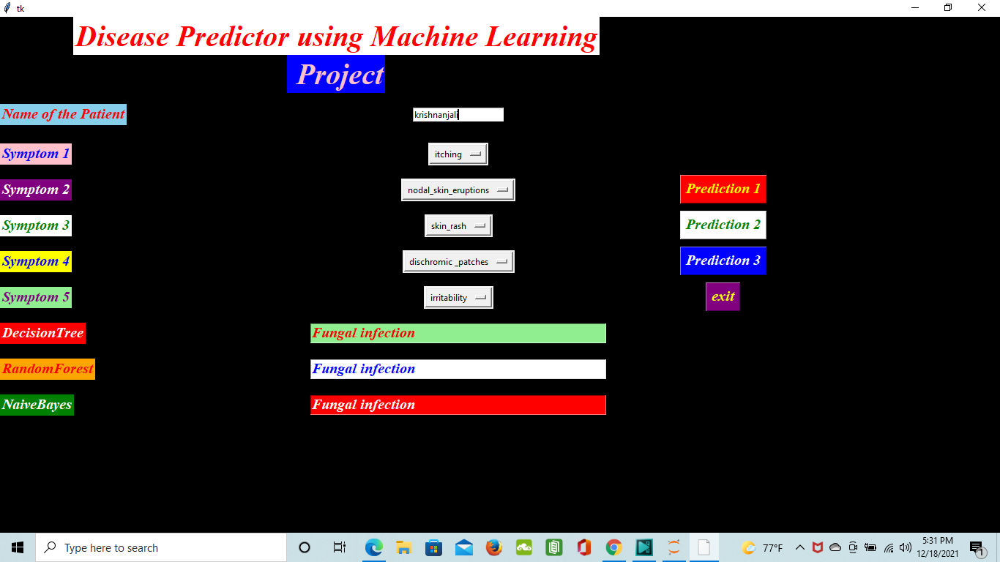 tk
Disease Predictor using Machine Learning
Project
Name of the Patient krishnanjali
Symptom 1 itching
Symptom 2 nodal_skin_eruptions Prediction 1
Symptom 3 skin_rash Prediction 2
Symptom 4 dischromic _patches Prediction 3
Symptom 5 irritability exit
DecisionTree Fungal infection
RandomForest Fungal infection
NaiveBayes Fungal infection
Type here to search 77°F 5:31 PM
12/18/2021 1